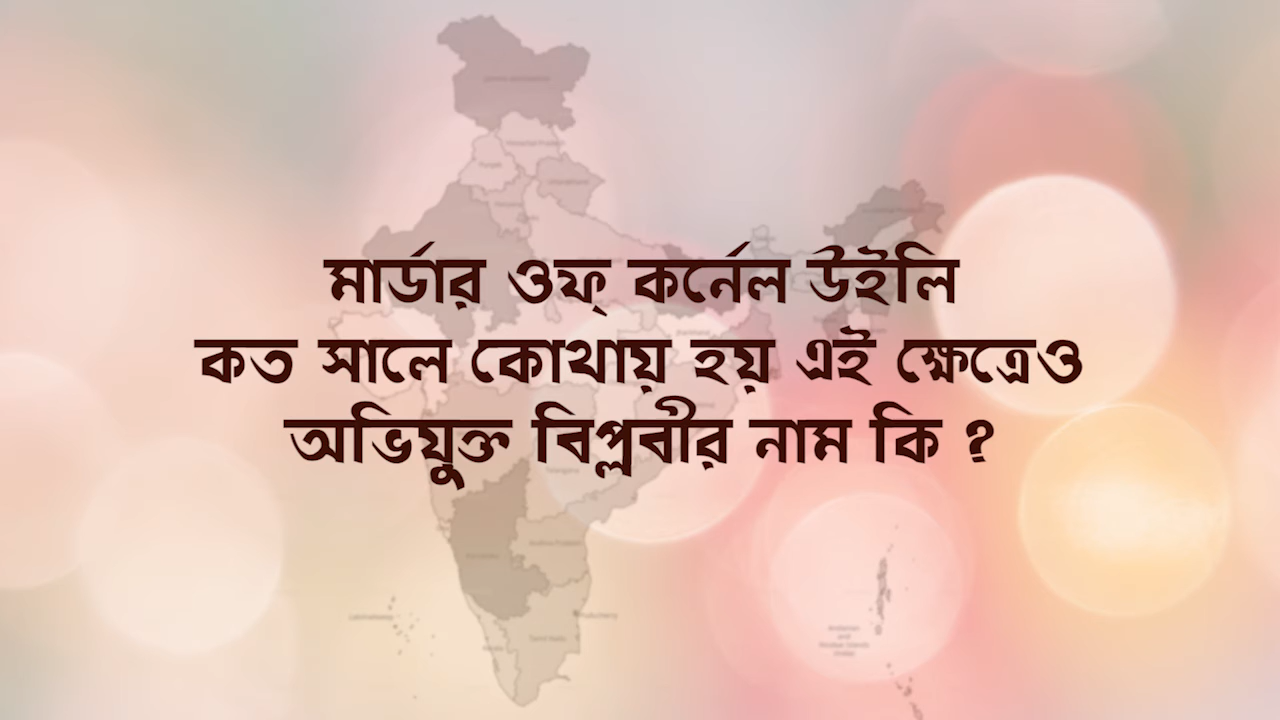 মার্ডার ওফ্ কর্নেল উইলি
কত সালে কোথায় হয় এই ক্ষেত্রেও
অভিযুক্ত বিপ্লবীর নাম কি ?